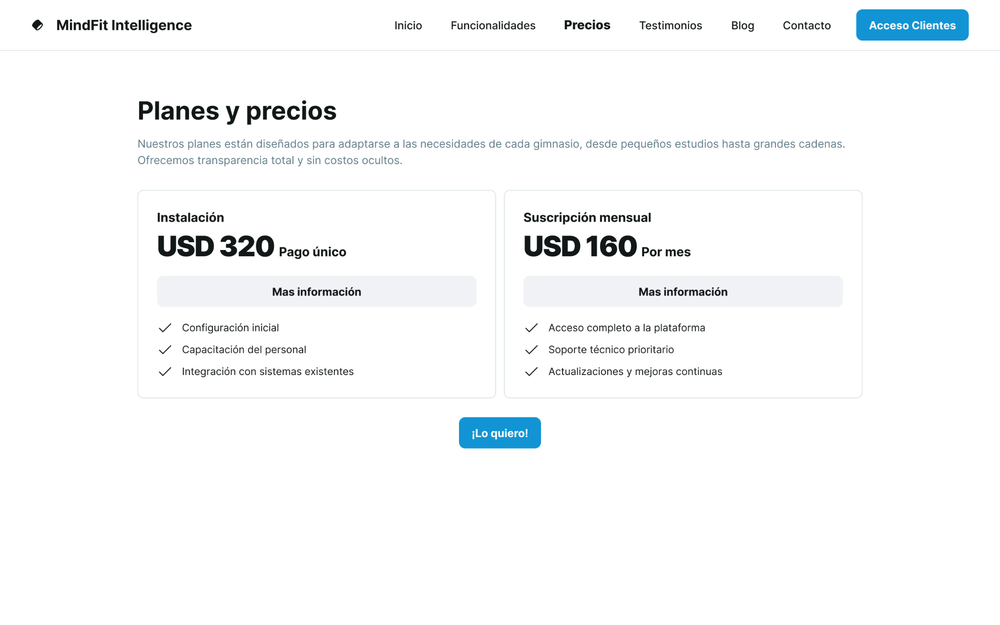 MindFit Intelligence
Inicio
Funcionalidades
Precios
Testimonios
Blog
Contacto
Acceso Clientes
Planes y precios
Nuestros planes están diseñados para adaptarse a las necesidades de cada gimnasio, desde pequeños estudios hasta grandes cadenas.
Ofrecemos transparencia total y sin costos ocultos.
Instalación
USD 320 Pago único
Mas información
Configuración inicial
Capacitación del personal
Integración con sistemas existentes
Suscripción mensual
USD 160 Por mes
Mas información
Acceso completo a la plataforma
Soporte técnico prioritario
Actualizaciones y mejoras continuas
¡Lo quiero!